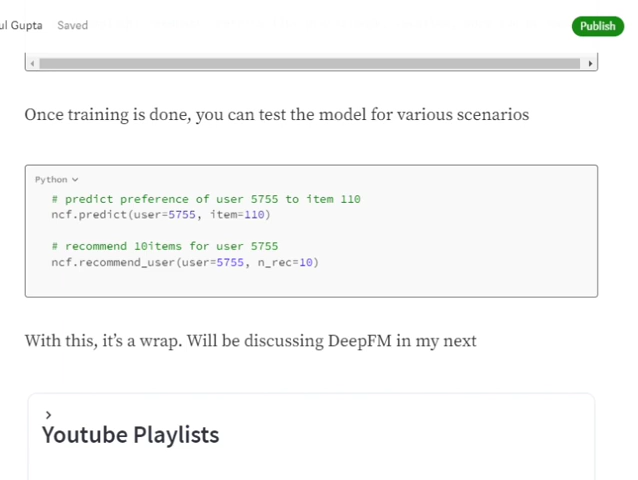 ul Gupta Saved Publish
Once training is done, you can test the model for various scenarios
Python
# predict preference of user 5755 to item 110
ncf.predict(user=5755, item=110)
# recommend 10items for user 5755
ncf.recommend_user(user=5755, n_rec=10)
With this, it’s a wrap. Will be discussing DeepFM in my next
Youtube Playlists